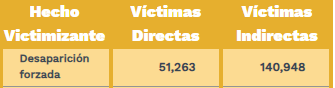 Hecho Víctimas Víctimas
Victimizante Directas Indirectas
Desaparición
forzada
51,263 140,948